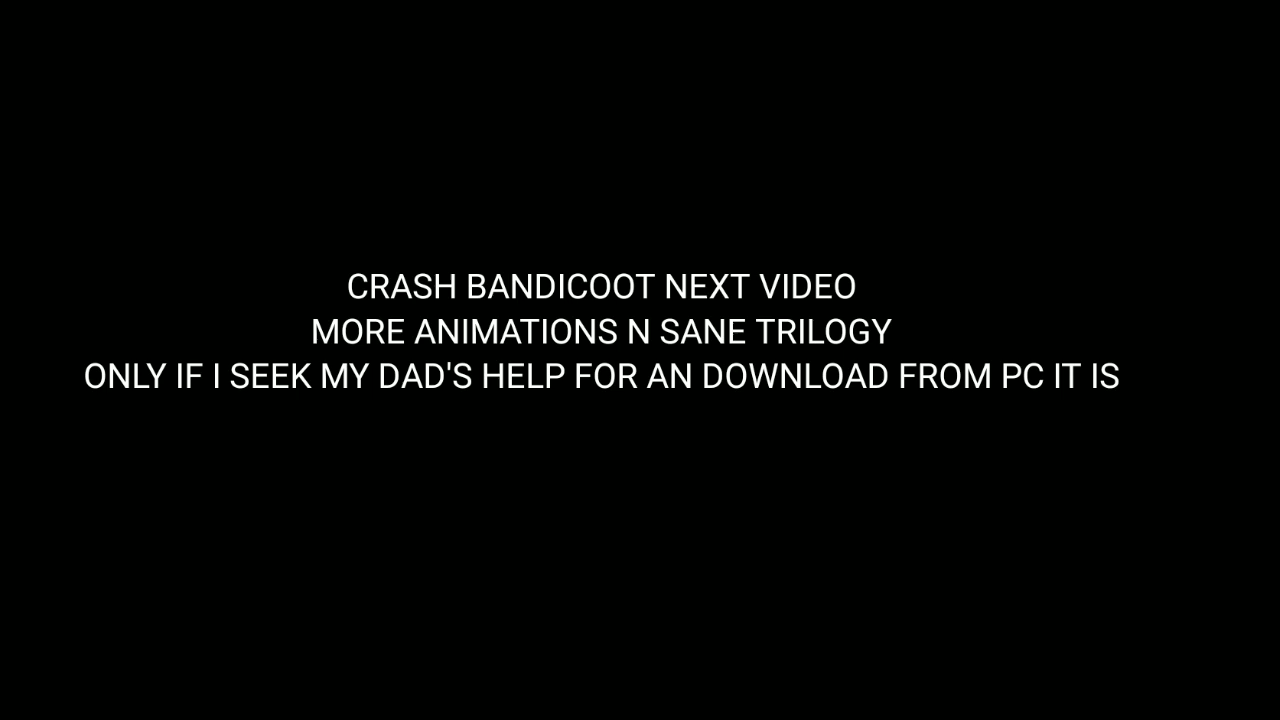 CRASH BANDICOOT NEXT VIDEO
MORE ANIMATIONS N SANE TRILOGY
ONLY IF I SEEK MY DAD'S HELP FOR AN DOWNLOAD FROM PC IT IS